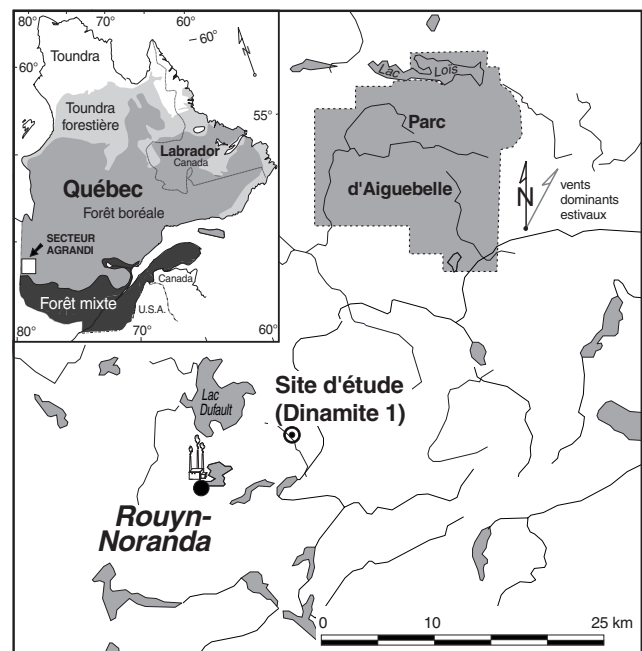 80°
70°
60°
60°
N
Toundra
60°
Toundra
forestière
55°
Labrador
Canada
Québec
Forêt boréale
SECTEUR
AGRANDI
Canada
Forêt mixte
U.S.A.
80°
70°
60°
Lac Loïs
Parc
d'Aiguebelle
N
vents
dominants
estivaux
Lac
Dufault
Site d'étude
(Dinamite 1)
Rouyn-
Noranda
0 10 25 km